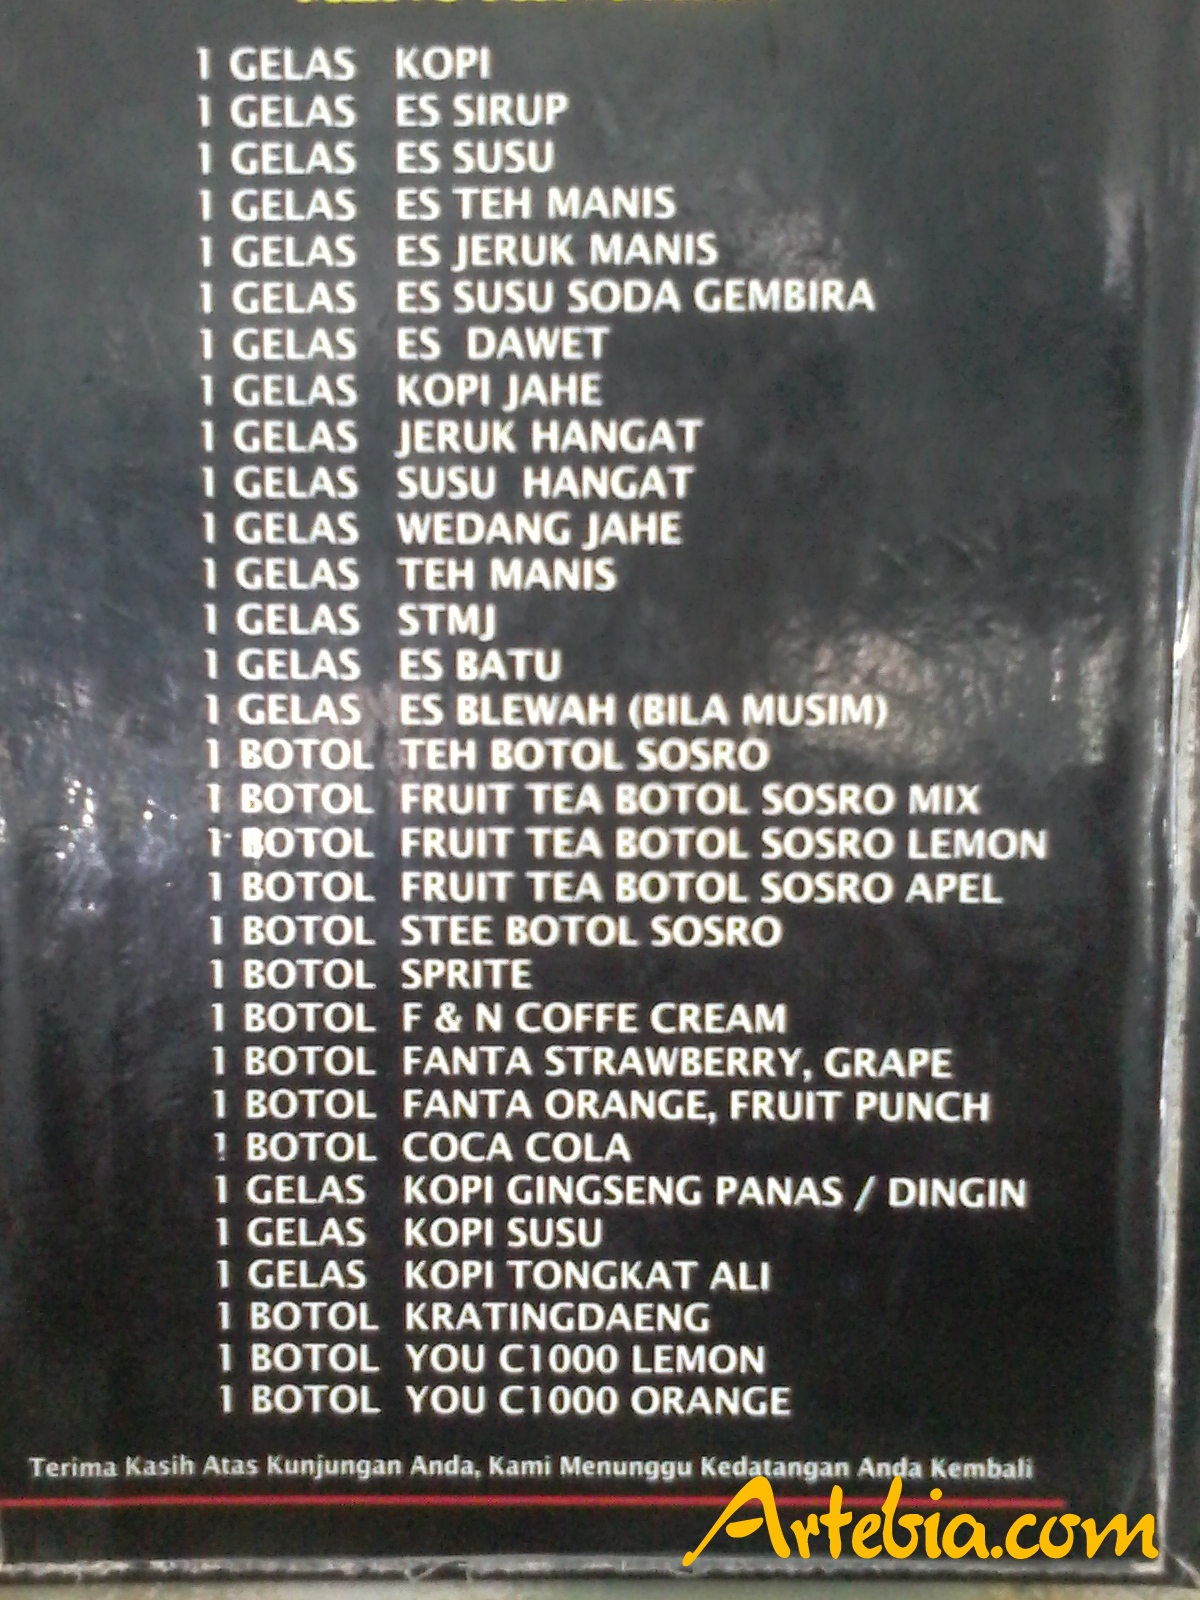 1 GELAS KOPI
1 GELAS ES SIRUP
1 GELAS ES SUSU
1 GELAS ES TEH MANIS
1 GELAS ES JERUK MANIS
1 GELAS ES SUSU SODA GEMBIRA
1 GELAS ES DAWET
1 GELAS KOPI JAHE
1 GELAS JERUK HANGAT
1 GELAS SUSU HANGAT
1 GELAS WEDANG JAHE
1 GELAS TEH MANIS
1 GELAS STMJ
1 GELAS ES BATU
1 GELAS ES BLEWAH (BILA MUSIM)
1 BOTOL TEH BOTOL SOSRO
1 BOTOL FRUIT TEA BOTOL SOSRO MIX
1 BOTOL FRUIT TEA BOTOL SOSRO LEMON
1 BOTOL FRUIT TEA BOTOL SOSRO APEL
1 BOTOL STEE BOTOL SOSRO
1 BOTOL SPRITE
1 BOTOL F & N COFFE CREAM
1 BOTOL FANTA STRAWBERRY, GRAPE
1 BOTOL FANTA ORANGE, FRUIT PUNCH
1 BOTOL COCA COLA
1 GELAS KOPI GINGSENG PANAS / DINGIN
1 GELAS KOPI SUSU
1 GELAS KOPI TONGKAT ALI
1 BOTOL KRATINGDAENG
1 BOTOL YOU C1000 LEMON
1 BOTOL YOU C1000 ORANGE
Terima Kasih Atas Kunjungan Anda, Kami Menunggu Kedatangan Anda Kembali
Artebia.com